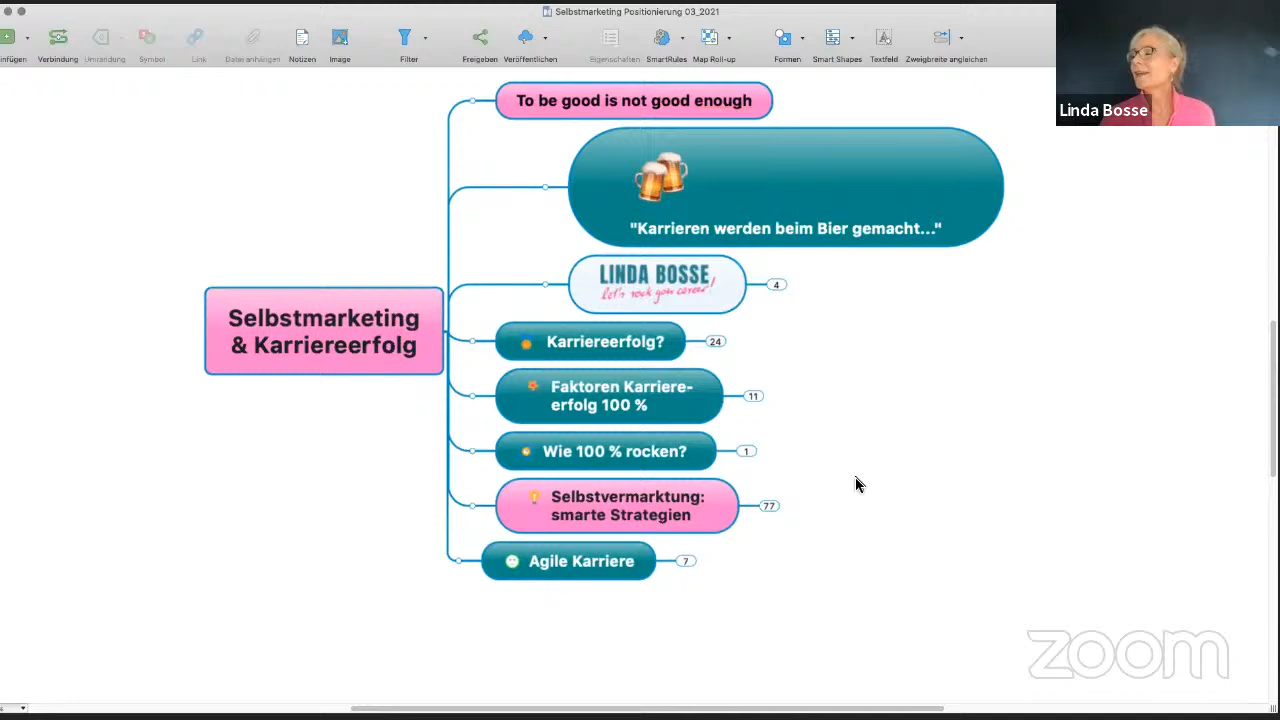 Selbstmarketing Positionierung 03_2021
infügen
Verbindung
Umrandung
Symbol
Link
Datei anhängen
Notizen
Image
Filter
Freigeben
Veröffentlichen
Eigenschaften
SmartRules
Map Roll-up
Formen
Smart Shapes
Textfeld
Zweigbreite angleichen
Linda Bosse
To be good is not good enough
"Karrieren werden beim Bier gemacht..."
LINDA BOSSE
let's rock your career!
4
Selbstmarketing
& Karriereerfolg
Karriereerfolg?
24
Faktoren Karriere-
erfolg 100 %
11
Wie 100 % rocken?
1
Selbstvermarktung:
smarte Strategien
77
Agile Karriere
7
zoom